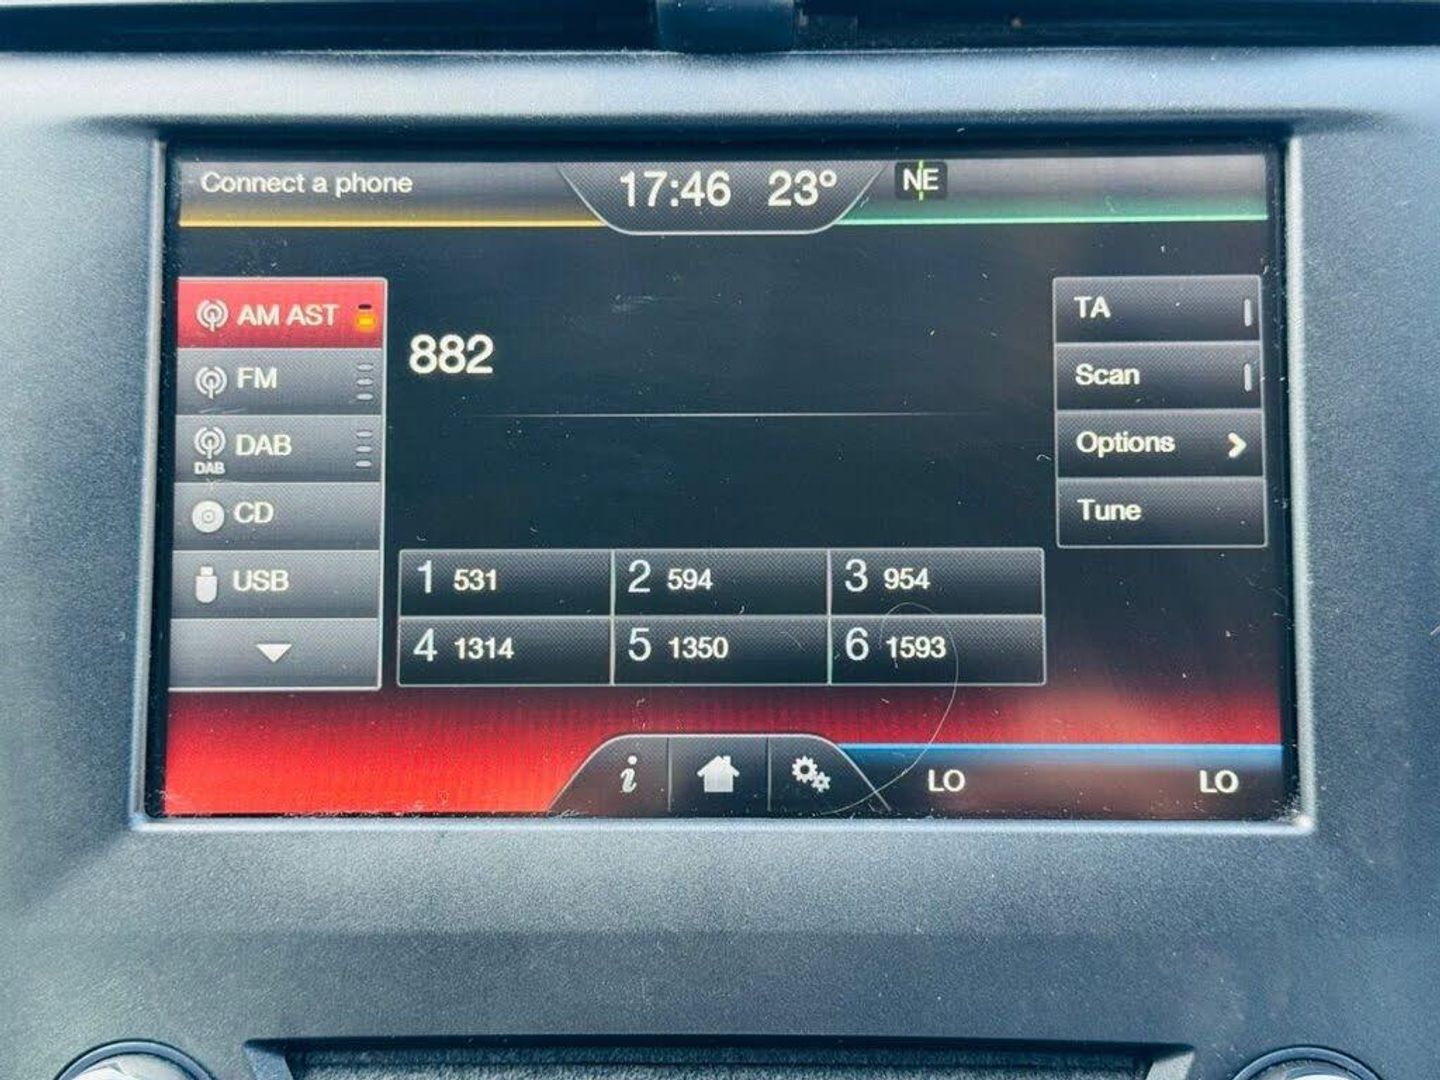 Connect a phone 17:46 23° NE
AM AST
FM
DAB
DAB
CD
USB
882
TA
Scan
Options
Tune
1 531 2 594 3 954
4 1314 5 1350 6 1593
i LO LO